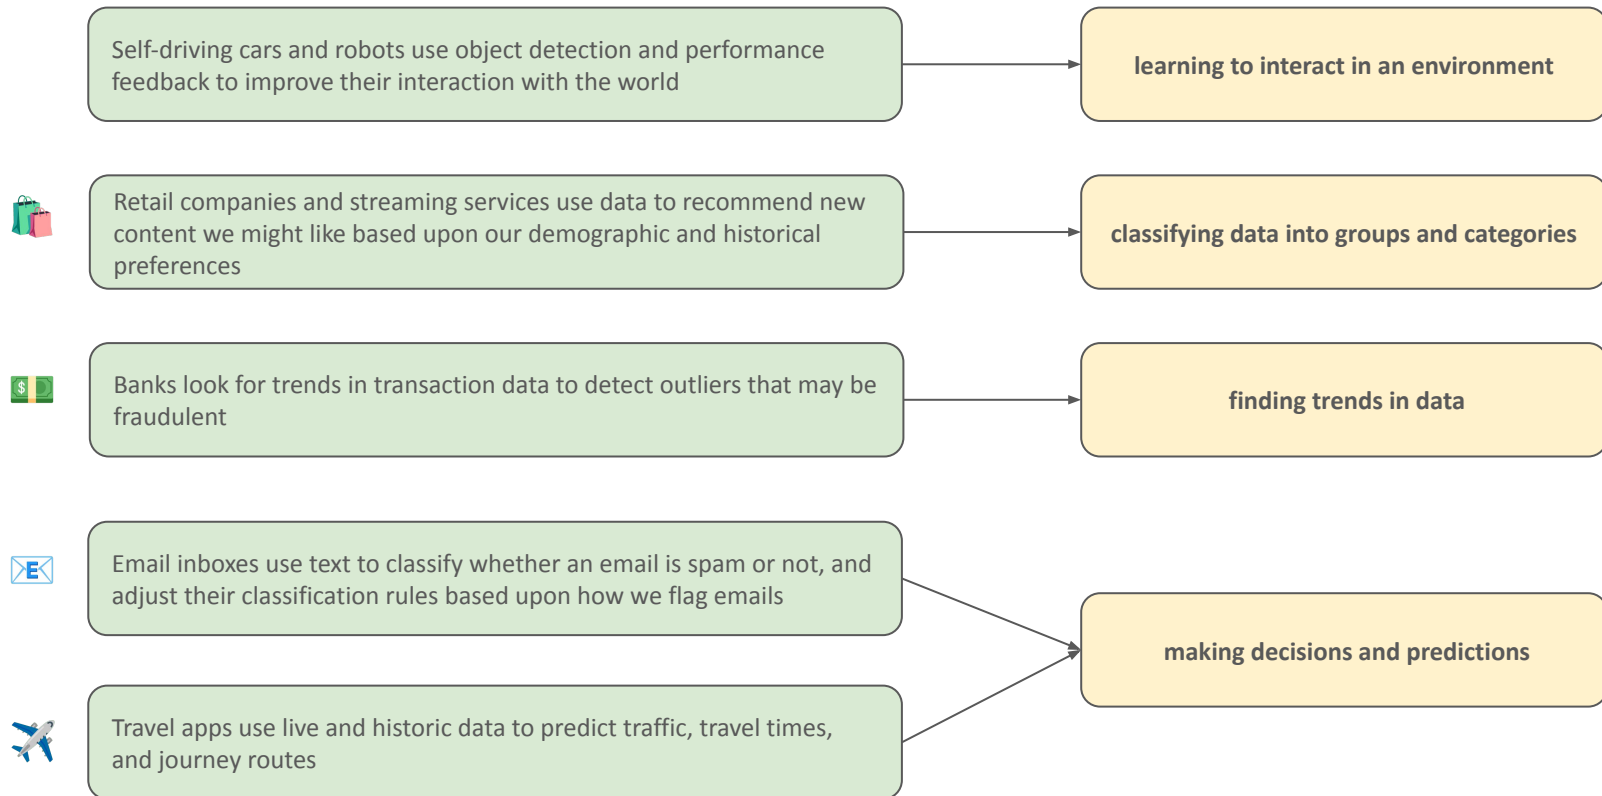 Self-driving cars and robots use object detection and performance
feedback to improve their interaction with the world
learning to interact in an environment
Retail companies and streaming services use data to recommend new
content we might like based upon our demographic and historical
preferences
classifying data into groups and categories
Banks look for trends in transaction data to detect outliers that may be
fraudulent
finding trends in data
Email inboxes use text to classify whether an email is spam or not, and
adjust their classification rules based upon how we flag emails
making decisions and predictions
Travel apps use live and historic data to predict traffic, travel times,
and journey routes